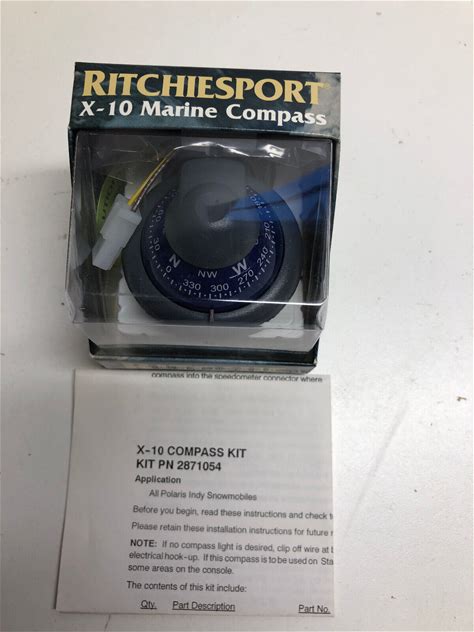 RITCHIESPORT®
X-10 Marine Compass
30 N 330 NW 300 W 240 210
0 270
compass into the speedometer connector where
X-10 COMPASS KIT
KIT PN 2871054
Application
All Polaris Indy Snowmobiles
Before you begin, read these instructions and check t
Please retain these installation instructions for future r
NOTE: If no compass light is desired, clip off wire at b
electrical hook-up. If this compass is to be used on Sta
some areas on the console.
The contents of this kit include:
Qty. Part Description Part No.